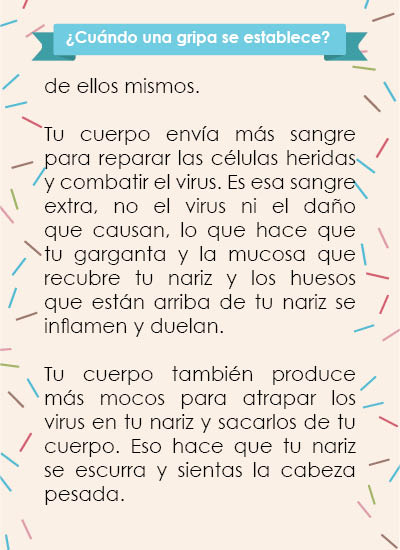 ¿Cuándo una gripa se establece?
de ellos mismos.
Tu cuerpo envía más sangre
para reparar las células heridas
y combatir el virus. Es esa sangre
extra, no el virus ni el daño
que causan, lo que hace que
tu garganta y la mucosa que
recubre tu nariz y los huesos
que están arriba de tu nariz se
inflamen y duelan.
Tu cuerpo también produce
más mocos para atrapar los
virus en tu nariz y sacarlos de tu
cuerpo. Eso hace que tu nariz
se escurra y sientas la cabeza
pesada.